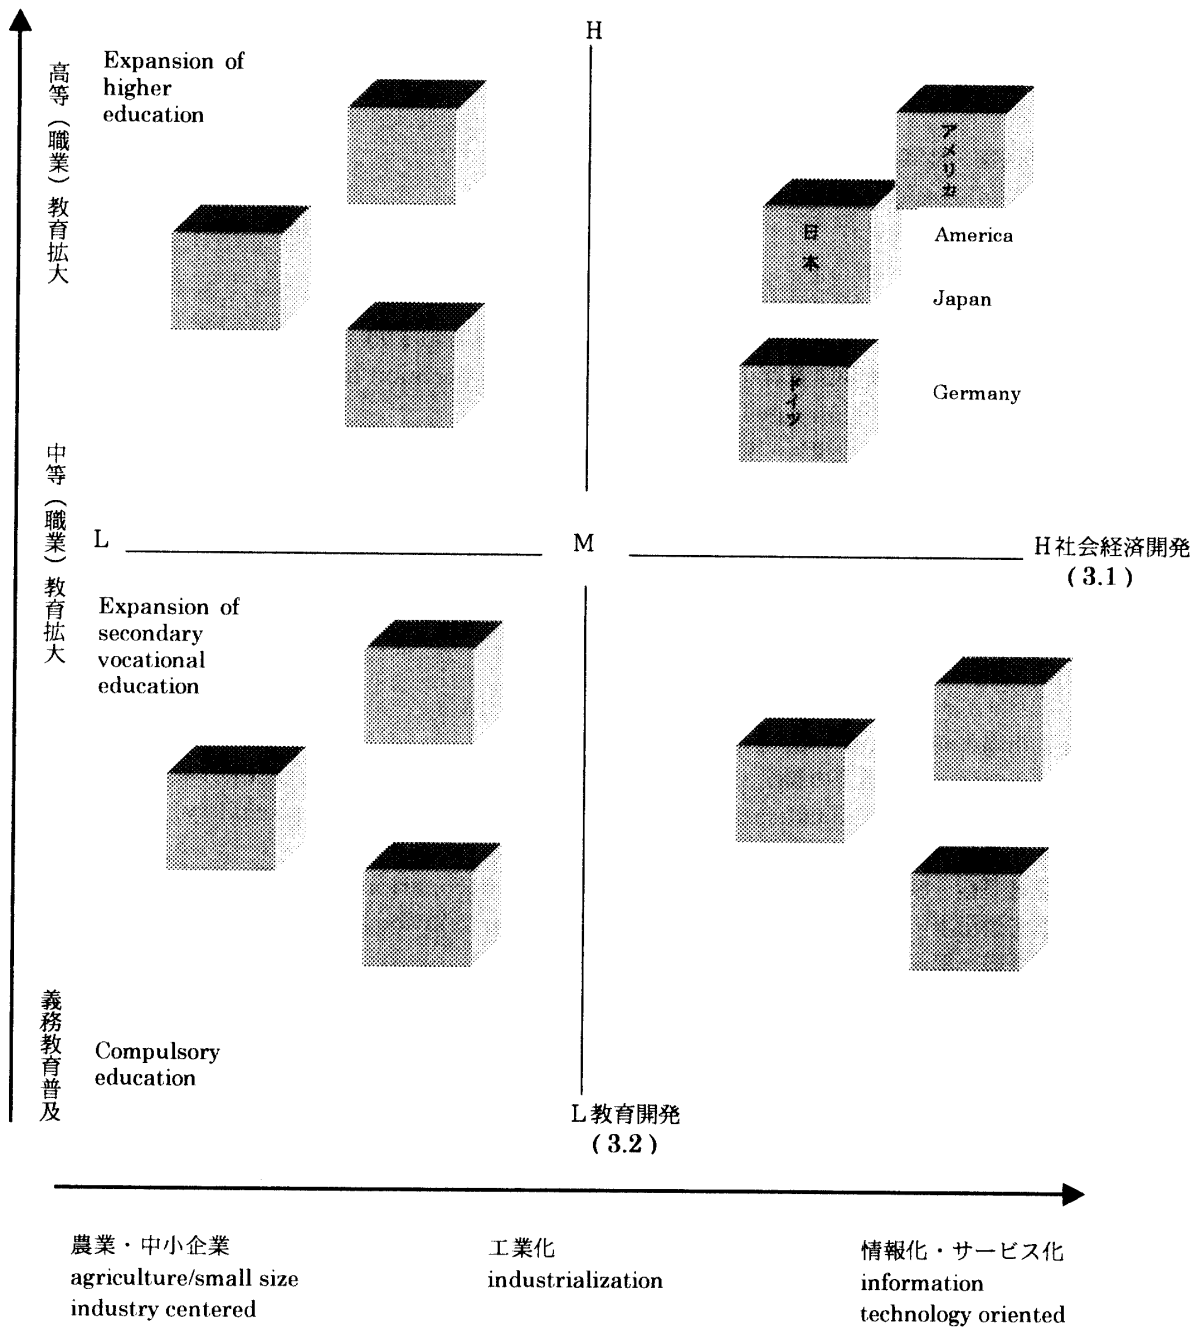 H
高等（職業）教育拡大
Expansion of
higher
education
アメリカ
日本
America
Japan
ドイツ
Germany
中等（職業）教育拡大
L
M
H社会経済開発
(3.1)
Expansion of
secondary
vocational
education
義務教育普及
Compulsory
education
L教育開発
(3.2)
農業・中小企業
agriculture/small size
industry centered
工業化
industrialization
情報化・サービス化
information
technology oriented